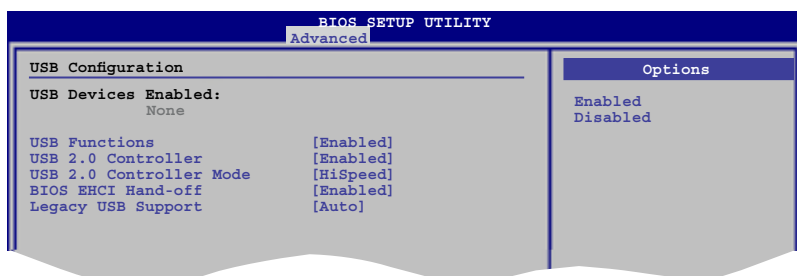 BIOS SETUP UTILITY
Advanced
USB Configuration
USB Devices Enabled:
None
USB Functions [Enabled]
USB 2.0 Controller [Enabled]
USB 2.0 Controller Mode [HiSpeed]
BIOS EHCI Hand-off [Enabled]
Legacy USB Support [Auto]
Options
Enabled
Disabled